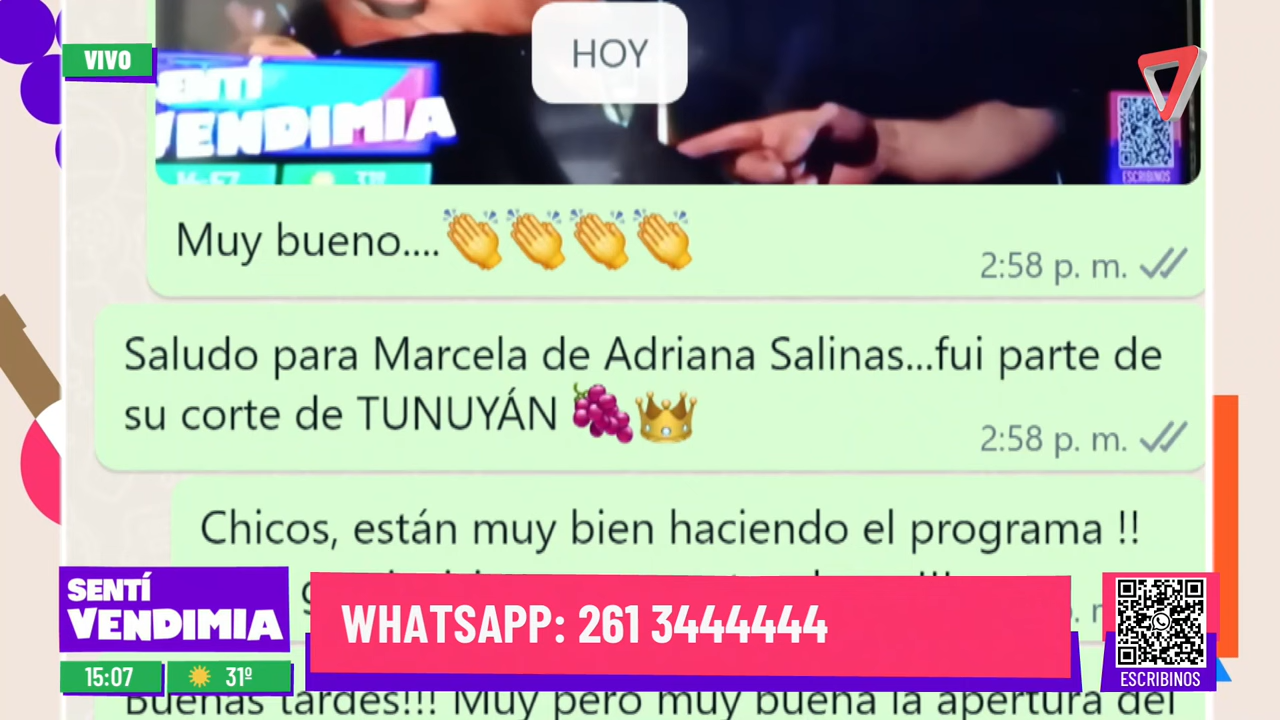 HOY
VIVO
SENTÍ
VENDIMIA
ESCRIBINOS
Muy bueno....👏👏👏👏
2:58 p. m.
Saludo para Marcela de Adriana Salinas...fui parte de
su corte de TUNUYÁN 🍇👑
2:58 p. m.
Chicos, están muy bien haciendo el programa !!
SENTÍ
VENDIMIA
WHATSAPP: 261 3444444
15:07
31º
ESCRIBINOS
Buenas tardes!!! Muy pero muy buena la apertura del